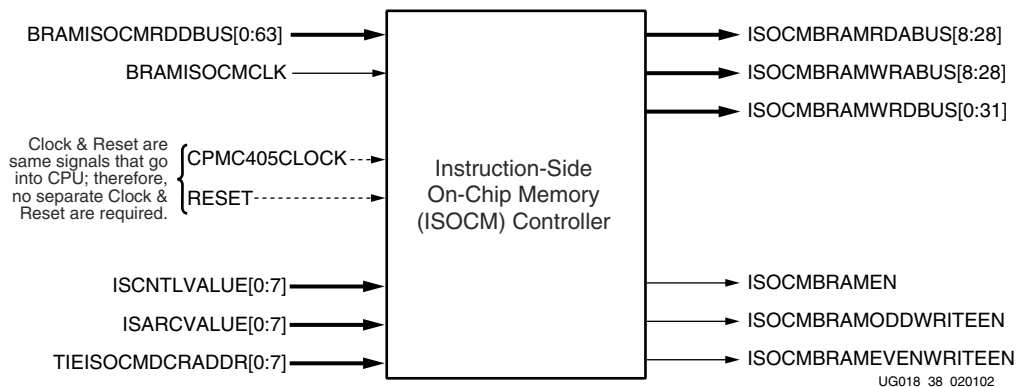 BRAMISOCMRDDBUS[0:63]
BRAMISOCMCLK
Clock & Reset are
same signals that go
into CPU; therefore,
no separate Clock &
Reset are required.
CPMC405CLOCK
RESET
ISCNTLVALUE[0:7]
ISARCVALUE[0:7]
TIEISOCMDCRADDR[0:7]
Instruction-Side
On-Chip Memory
(ISOCM) Controller
ISOCMBRAMRDABUS[8:28]
ISOCMBRAMWRABUS[8:28]
ISOCMBRAMWRDBUS[0:31]
ISOCMBRAMEN
ISOCMBRAMODDWRITEEN
ISOCMBRAMEVENWRITEEN
UG018_38_020102